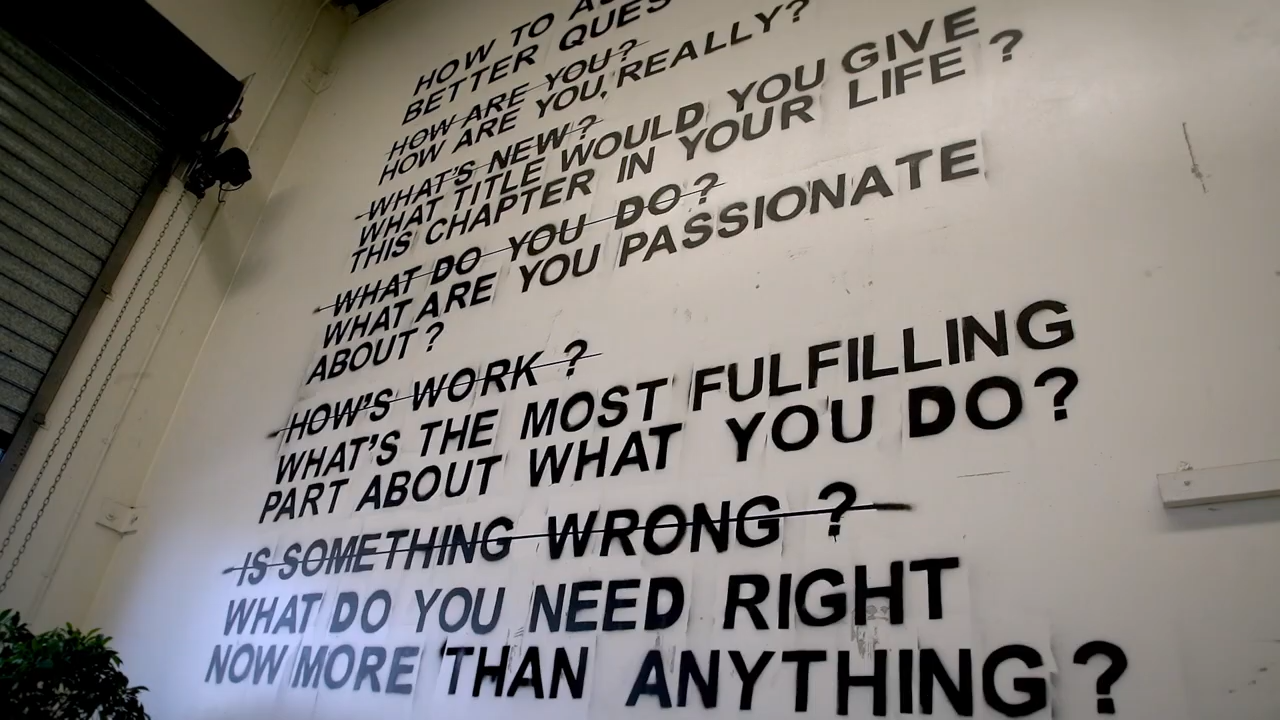 HOW TO
BETTER
HOW ARE YOU?
HOW ARE YOU, REALLY?
WHAT'S NEW?
WHAT TITLE WOULD YOU GIVE
THIS CHAPTER IN YOUR LIFE ?
WHAT DO YOU DO?
WHAT ARE YOU PASSIONATE
ABOUT?
HOW'S WORK ?
WHAT'S THE MOST FULFILLING
PART ABOUT WHAT YOU DO?
IS SOMETHING WRONG ?
WHAT DO YOU NEED RIGHT
NOW MORE THAN ANYTHING?